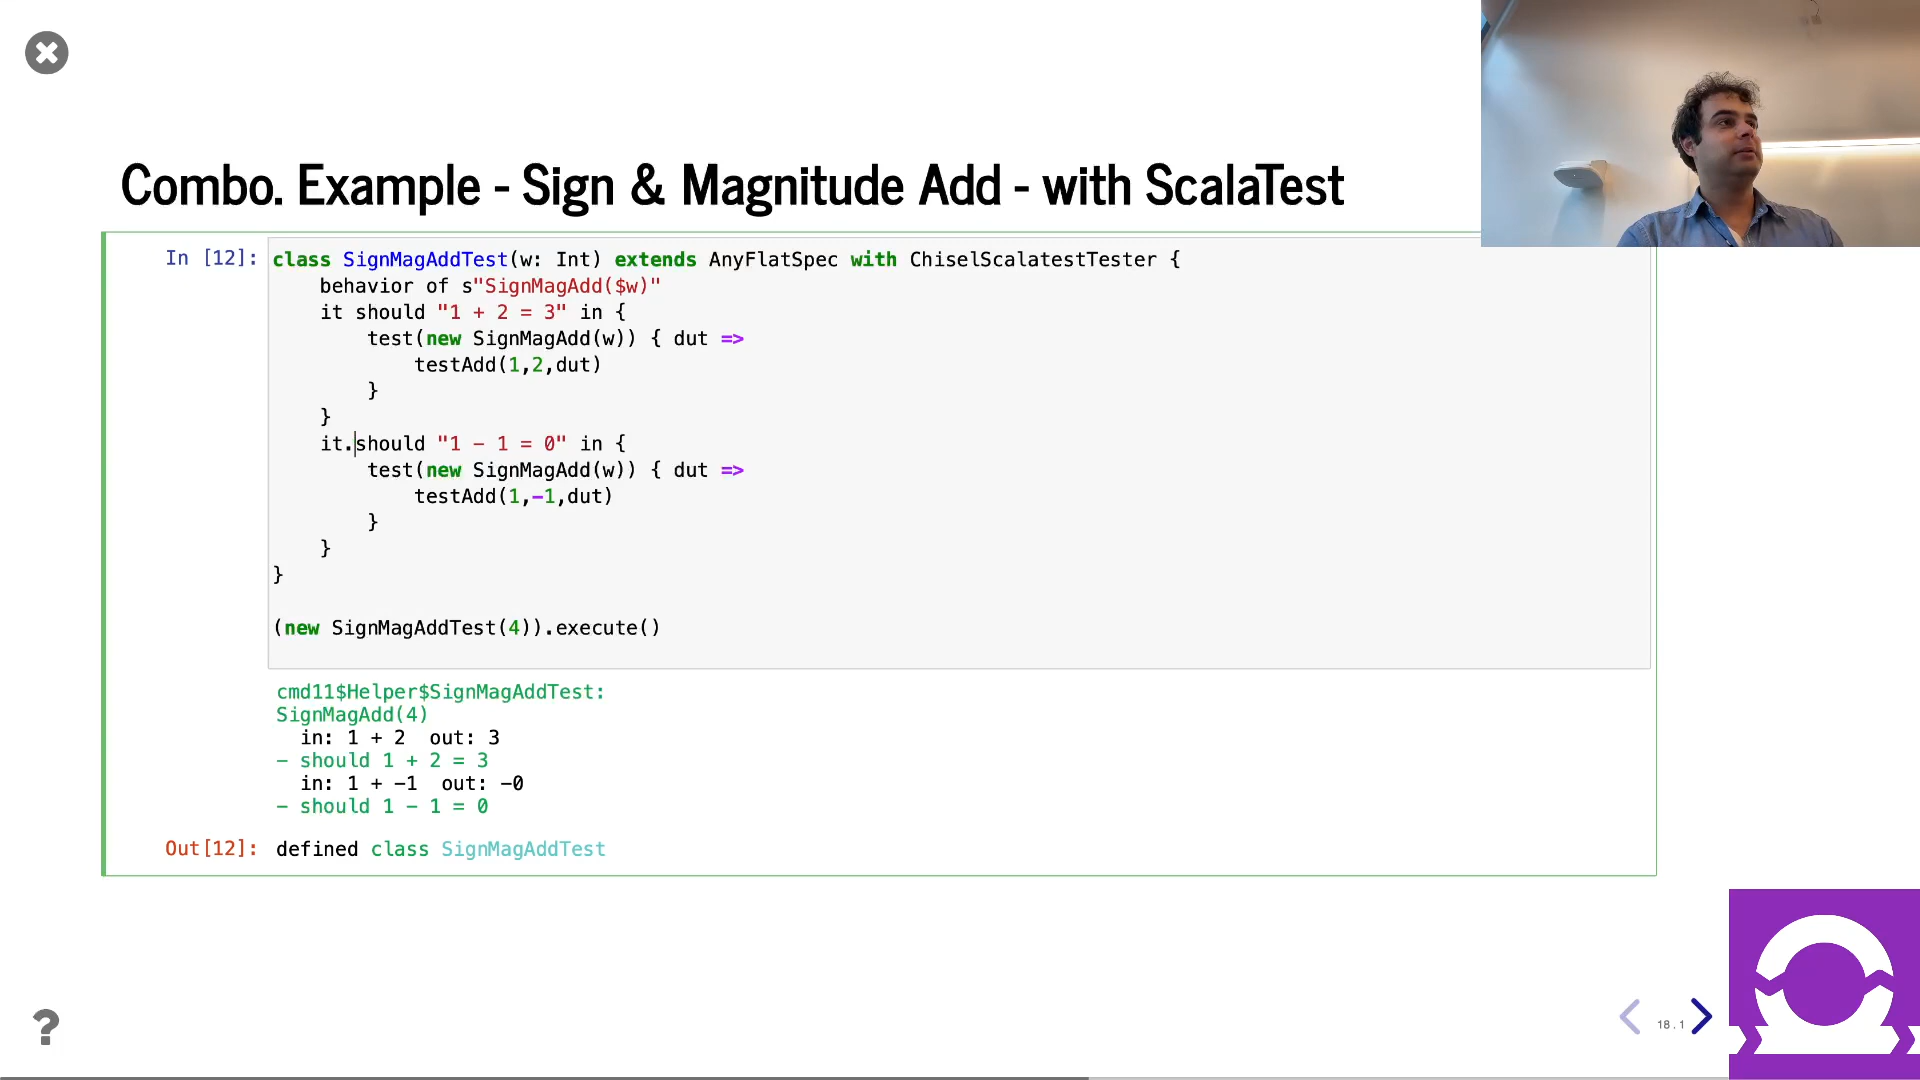 Combo. Example - Sign & Magnitude Add - with ScalaTest
In [12]: class SignMagAddTest(w: Int) extends AnyFlatSpec with ChiselScalatestTester {
    behavior of s"SignMagAdd($w)"
    it should "1 + 2 = 3" in {
        test(new SignMagAdd(w)) { dut =>
            testAdd(1,2,dut)
        }
    }
    it.should "1 - 1 = 0" in {
        test(new SignMagAdd(w)) { dut =>
            testAdd(1,-1,dut)
        }
    }
}
(new SignMagAddTest(4)).execute()
cmd11$Helper$SignMagAddTest:
SignMagAdd(4)
  in: 1 + 2  out: 3
- should 1 + 2 = 3
  in: 1 + -1  out: -0
- should 1 - 1 = 0
Out[12]: defined class SignMagAddTest
?
18.1